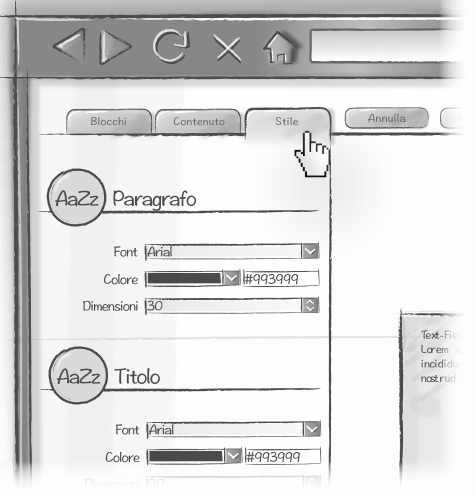 Blocchi Contenuto Stile Annulla
AaZz Paragrafo
Font Arial
Colore #993999
Dimensioni 30
Text-Fie
Lorem
incididu
nostrud
AaZz Titolo
Font Arial
Colore #993999
Dimensioni 30